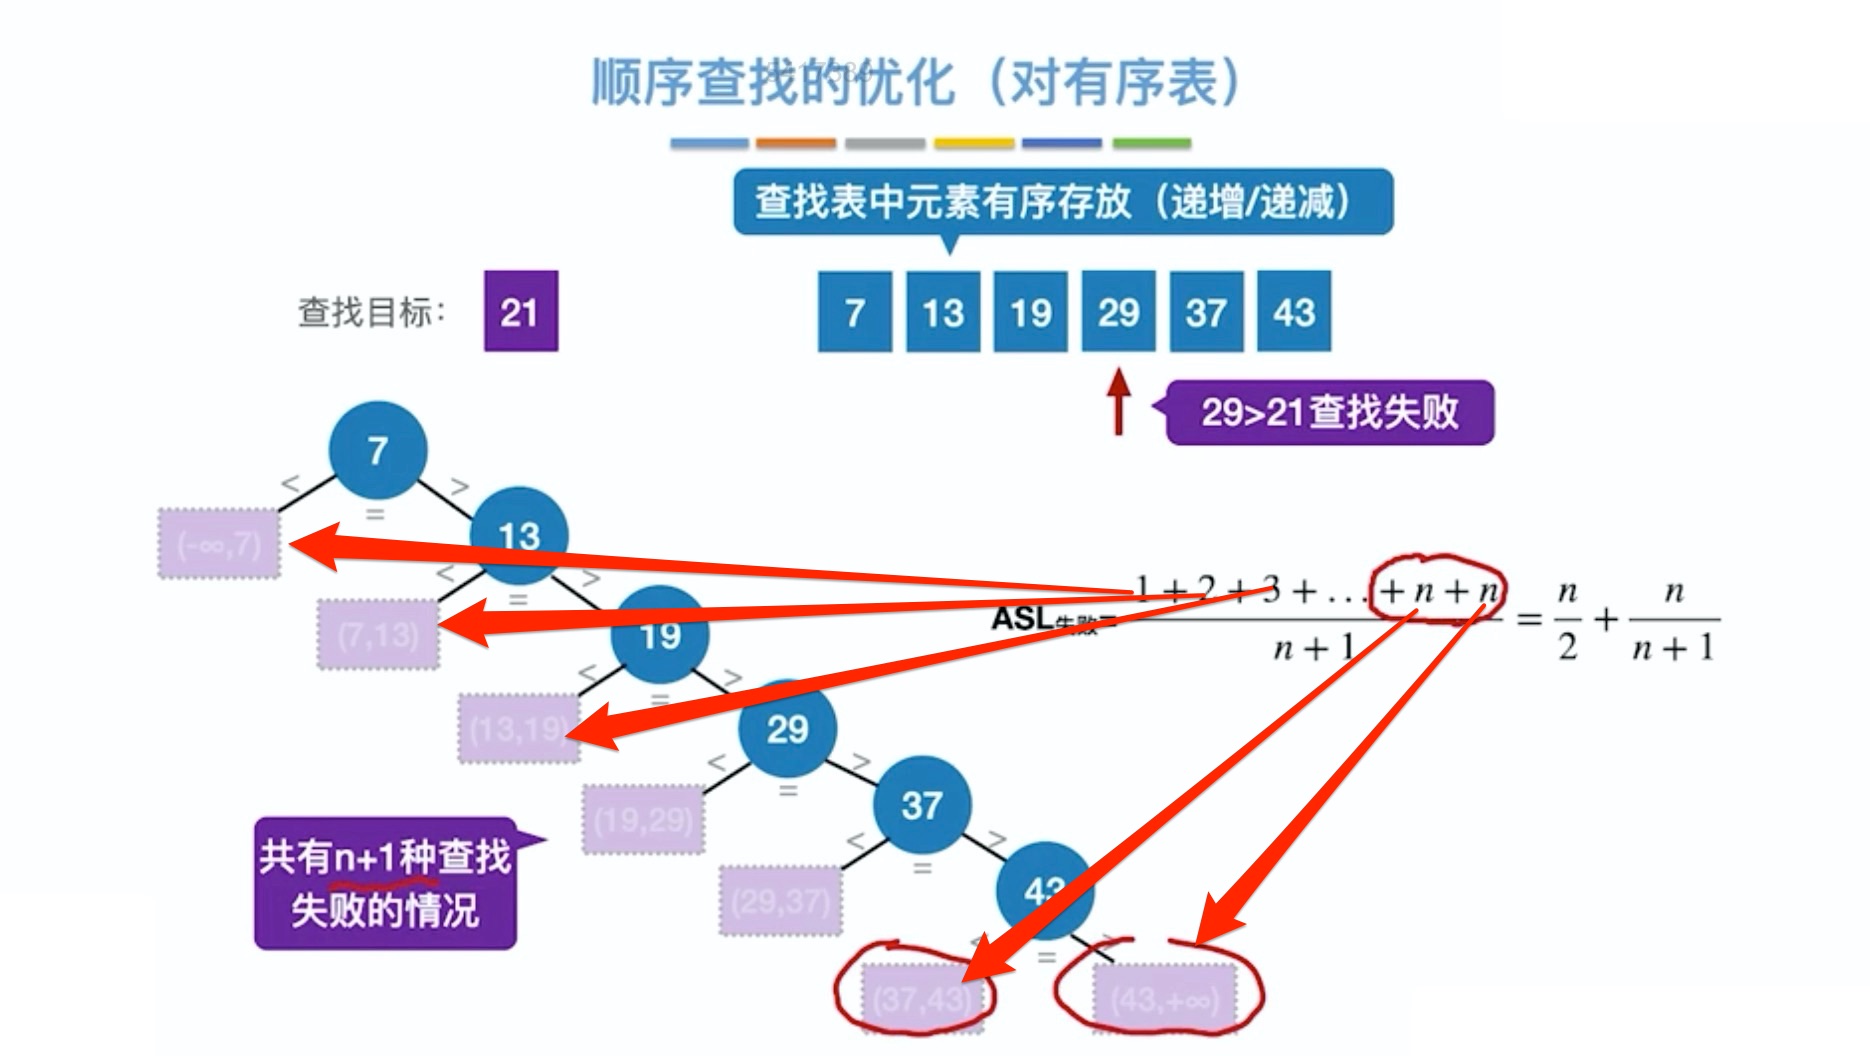 顺序查找的优化（对有序表）
查找表中元素有序存放（递增/递减）
查找目标：
21
7 13 19 29 37 43
29>21查找失败
7
< = >
(-∞,7)
13
< = >
(7,13)
19
< = >
(13,19)
29
< = >
(19,29)
37
< = >
(29,37)
43
< = >
(37,43)
(43,+∞)
共有n+1种查找
失败的情况
ASL失败= (1 + 2 + 3 + … + n + n) / (n + 1) = n/2 + n/(n + 1)